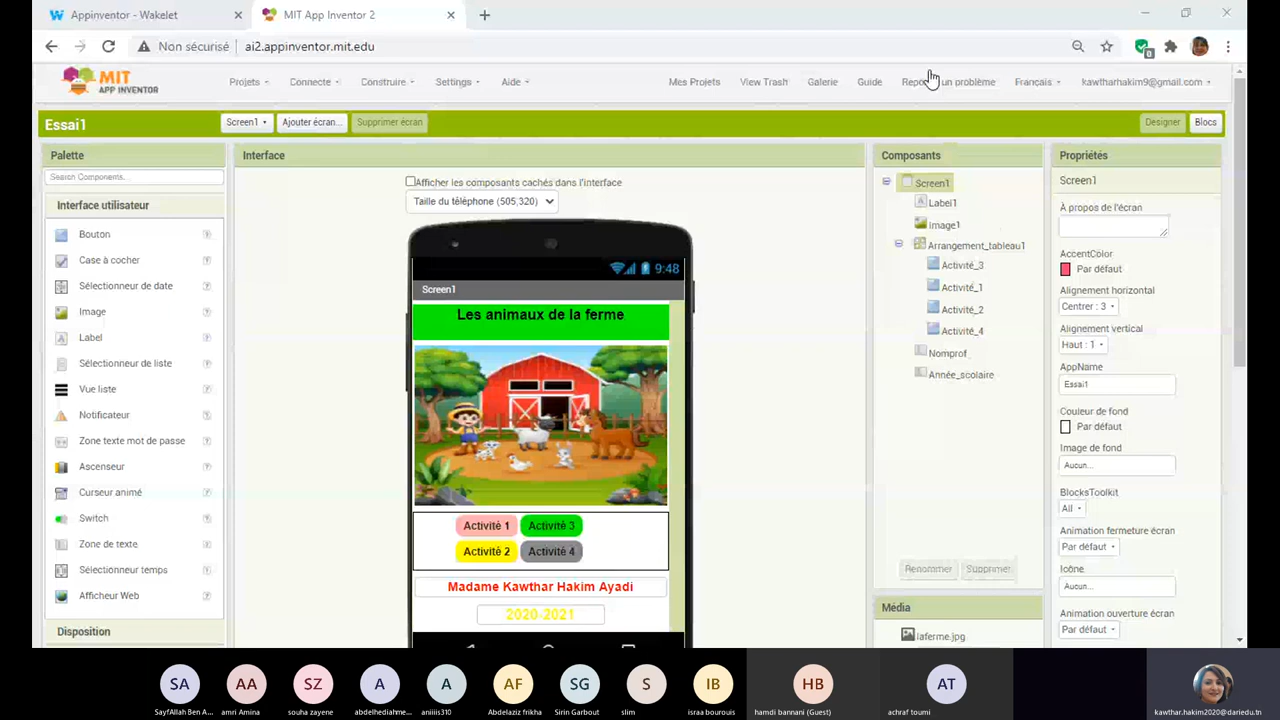 Appinventor - Wakelet
MIT App Inventor 2
Non sécurisé
ai2.appinventor.mit.edu
MIT
APP INVENTOR
Projets
Connecte
Construire
Settings
Aide
Mes Projets
View Trash
Galerie
Guide
un problème
Français
kawtharhakim9@gmail.com
Essai1
Screen1
Ajouter écran...
Supprimer écran
Designer
Blocs
Palette
Interface
Composants
Propriétés
Search Components...
Interface utilisateur
Bouton
Case à cocher
Sélectionneur de date
Image
Label
Sélectionneur de liste
Vue liste
Notificateur
Zone texte mot de passe
Ascenseur
Curseur animé
Switch
Zone de texte
Sélectionneur temps
Afficheur Web
Disposition
Afficher les composants cachés dans l'interface
Taille du téléphone (505,320)
9:48
Screen1
Les animaux de la ferme
Activité 1
Activité 3
Activité 2
Activité 4
Madame Kawthar Hakim Ayadi
2020-2021
Screen1
Label1
Image1
Arrangement_tableau1
Activité_3
Activité_1
Activité_2
Activité_4
Nomprof
Année_scolaire
Renommer
Supprimer
Média
laferme.jpg
Screen1
À propos de l'écran
AccentColor
Par défaut
Alignement horizontal
Centrer : 3
Alignement vertical
Haut : 1
AppName
Essai1
Couleur de fond
Par défaut
Image de fond
Aucun...
BlocksToolkit
All
Animation fermeture écran
Par défaut
Icône
Aucun...
Animation ouverture écran
Par défaut
SA
AA
SZ
A
A
AF
SG
S
IB
HB
AT
SayfAllah Ben A...
amri Amina
souha zayene
abdelhediahme...
aniiiis310
Abdelaziz frikha
Sirin Garbout
slim
israa bourouis
hamdi bannani (Guest)
achraf toumi
kawthar.hakim2020@dariedu.tn